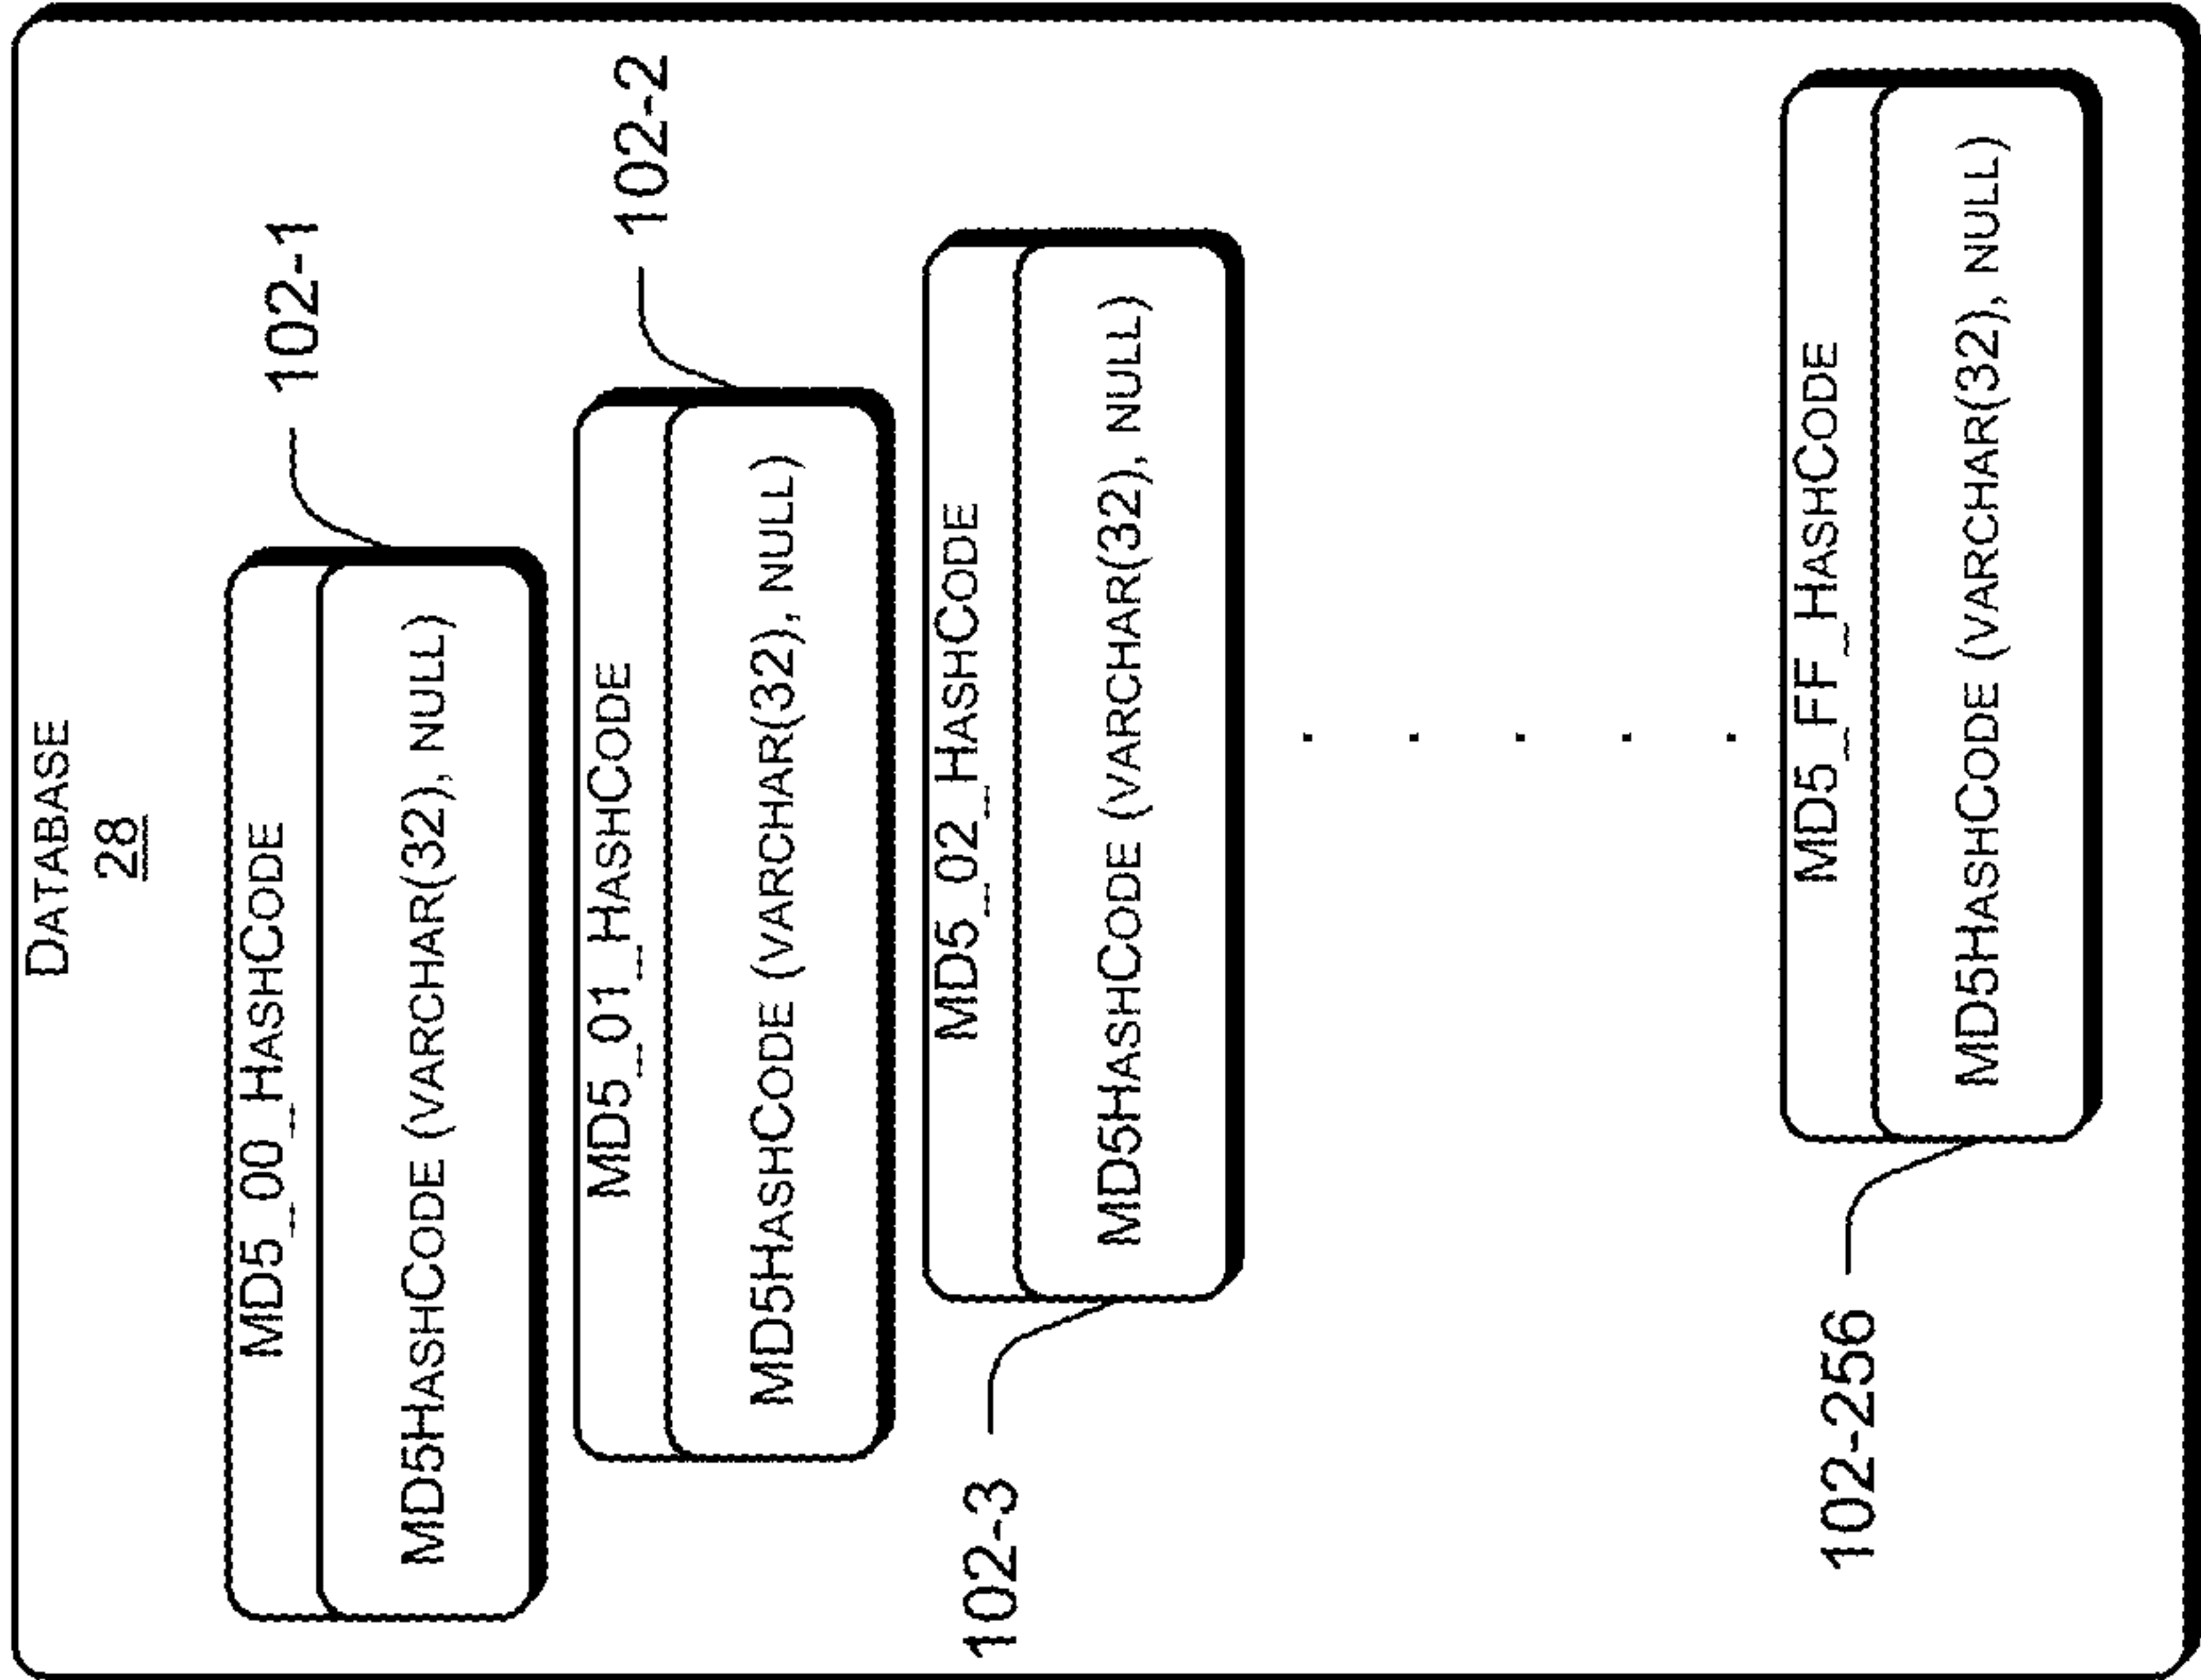 DATABASE
28
MD5_00_HASHCODE
MD5HASHCODE (VARCHAR(32), NULL)
102-1
MD5_01_HASHCODE
MD5HASHCODE (VARCHAR(32), NULL)
102-2
MD5_02_HASHCODE
MD5HASHCODE (VARCHAR(32), NULL)
102-3
MD5_FF_HASHCODE
MD5HASHCODE (VARCHAR(32), NULL)
102-256